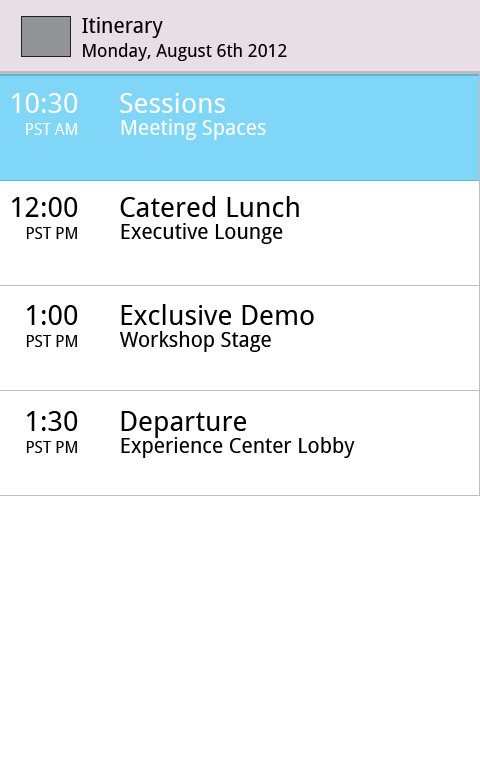 Itinerary
Monday, August 6th 2012
10:30 Sessions
PST AM Meeting Spaces
12:00 Catered Lunch
PST PM Executive Lounge
1:00 Exclusive Demo
PST PM Workshop Stage
1:30 Departure
PST PM Experience Center Lobby